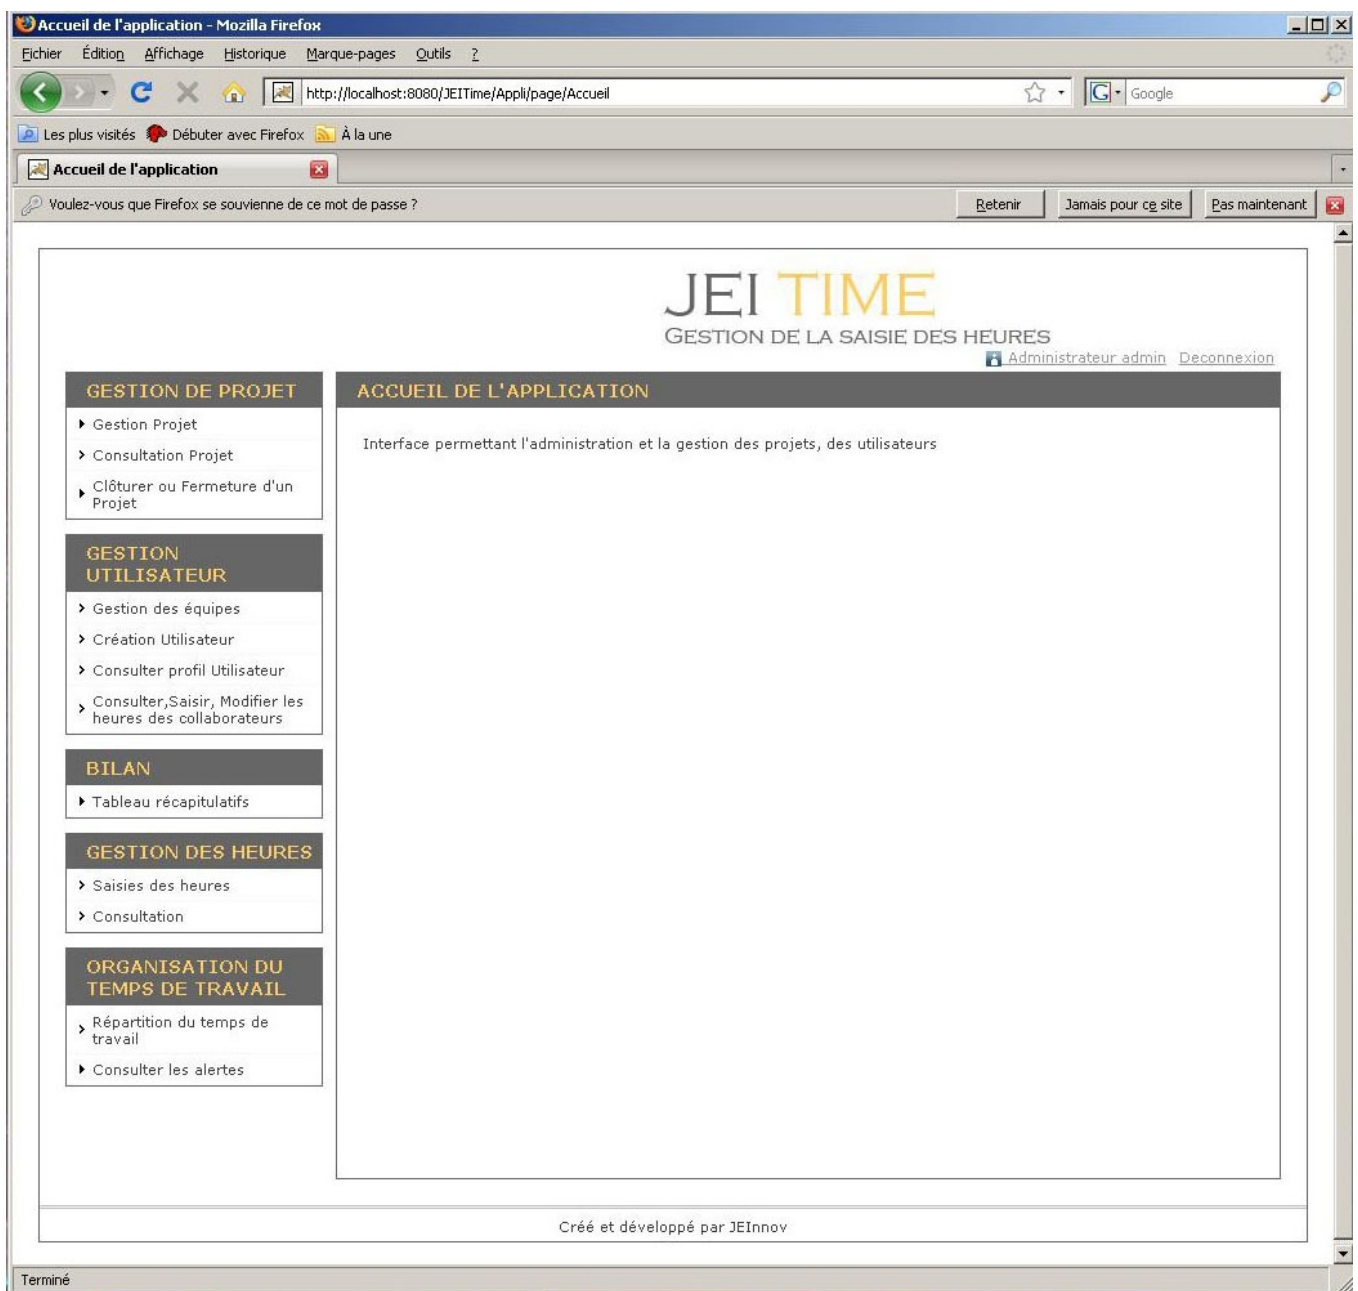 Accueil de l'application - Mozilla Firefox
Fichier Édition Affichage Historique Marque-pages Outils ?
http://localhost:8080/JEITime/Appli/page/Accueil
G Google
Les plus visités Débuter avec Firefox À la une
Accueil de l'application
Voulez-vous que Firefox se souvienne de ce mot de passe ? Retenir Jamais pour ce site Pas maintenant
JEI TIME
GESTION DE LA SAISIE DES HEURES
Administrateur admin Deconnexion
GESTION DE PROJET
Gestion Projet
Consultation Projet
Clôturer ou Fermeture d'un
Projet
GESTION
UTILISATEUR
Gestion des équipes
Création Utilisateur
Consulter profil Utilisateur
Consulter,Saisir, Modifier les
heures des collaborateurs
BILAN
Tableau récapitulatifs
GESTION DES HEURES
Saisies des heures
Consultation
ORGANISATION DU
TEMPS DE TRAVAIL
Répartition du temps de
travail
Consulter les alertes
ACCUEIL DE L'APPLICATION
Interface permettant l'administration et la gestion des projets, des utilisateurs
Créé et développé par JEInnov
Terminé